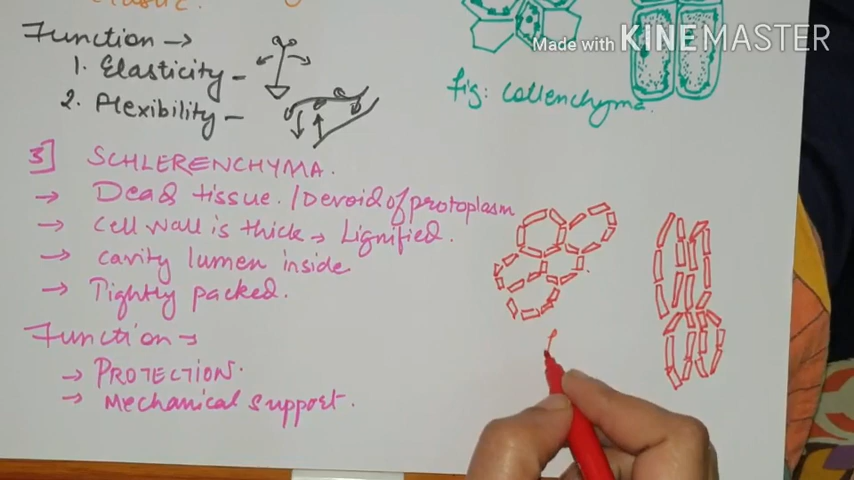 Elastic.
Function →
1. Elasticity -
2. Flexibility -
fig: Collenchyma.
Made with KINEMASTER
3] SCHLERENCHYMA.
→ Dead tissue. /Devoid of protoplasm
→ Cell wall is thick → Lignified.
→ cavity lumen inside
→ Tightly packed.
Function →
→ PROTECTION.
→ Mechanical support.